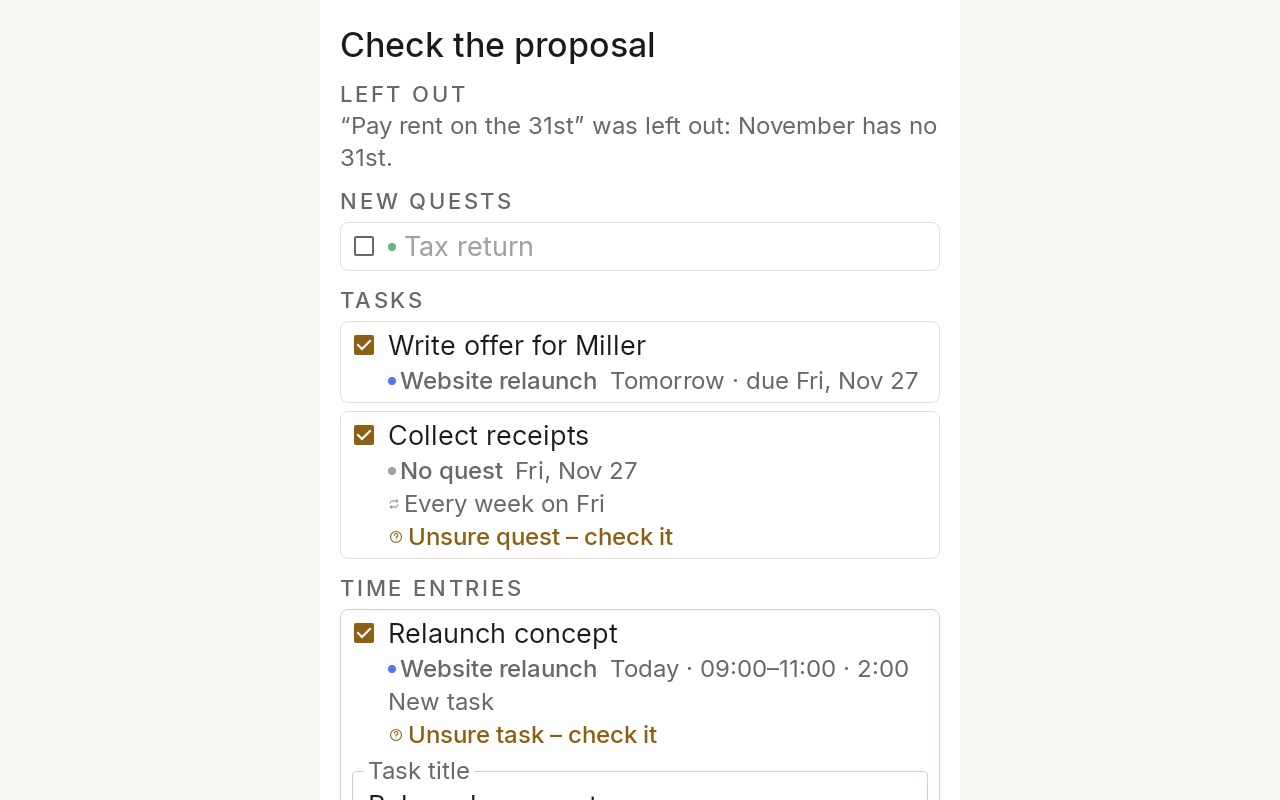 Check the proposal
LEFT OUT
“Pay rent on the 31st” was left out: November has no
31st.
NEW QUESTS
Tax return
TASKS
Write offer for Miller
Website relaunch Tomorrow · due Fri, Nov 27
Collect receipts
No quest Fri, Nov 27
Every week on Fri
Unsure quest – check it
TIME ENTRIES
Relaunch concept
Website relaunch Today · 09:00–11:00 · 2:00
New task
Unsure task – check it
Task title